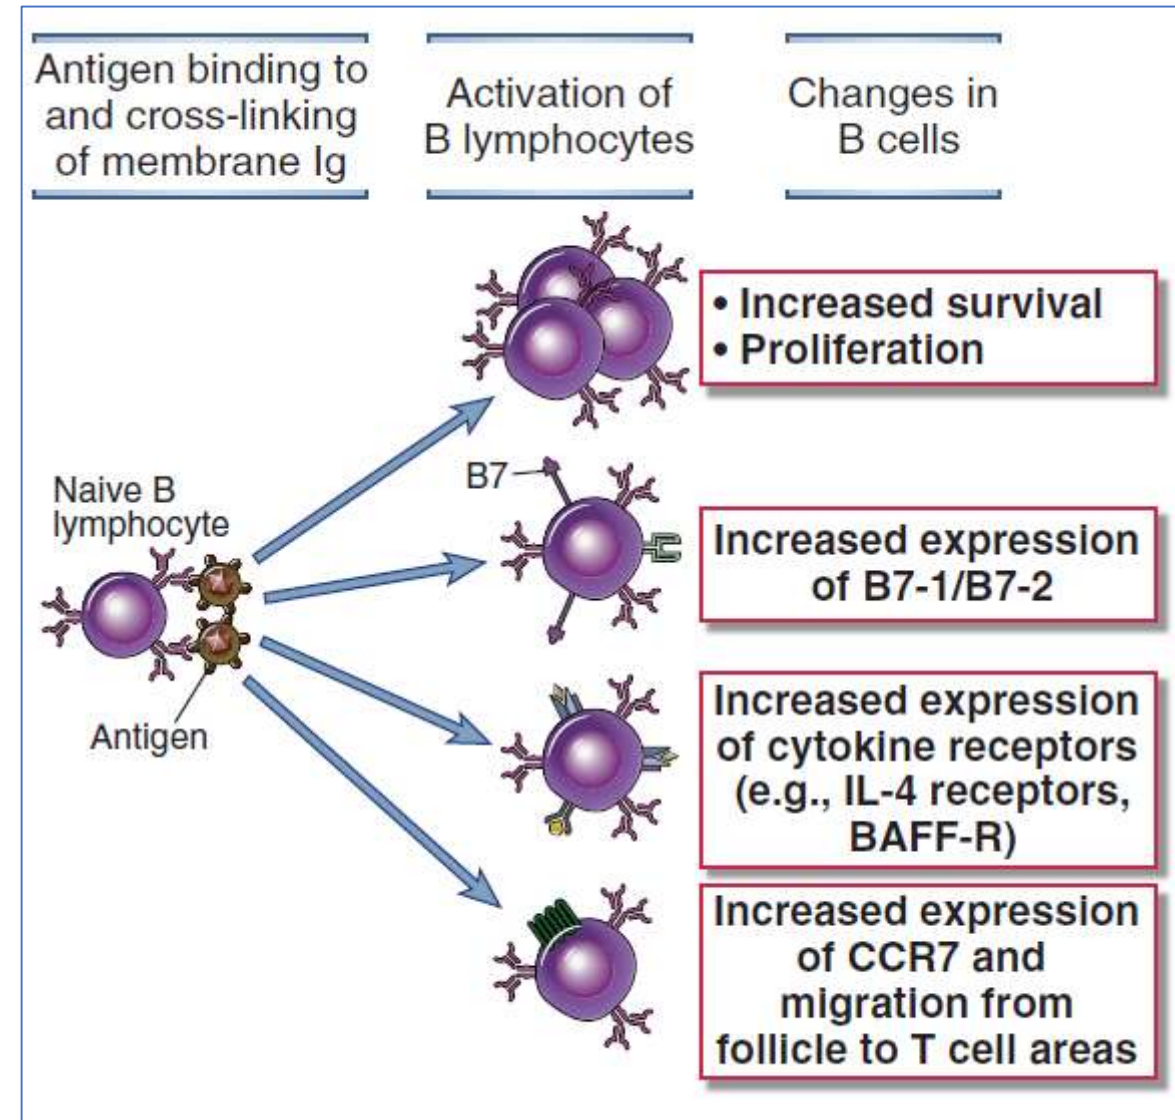 Antigen binding to
and cross-linking
of membrane Ig
Activation of
B lymphocytes
Changes in
B cells
• Increased survival
• Proliferation
Naive B
lymphocyte
Antigen
B7
Increased expression
of B7-1/B7-2
Increased expression
of cytokine receptors
(e.g., IL-4 receptors,
BAFF-R)
Increased expression
of CCR7 and
migration from
follicle to T cell areas